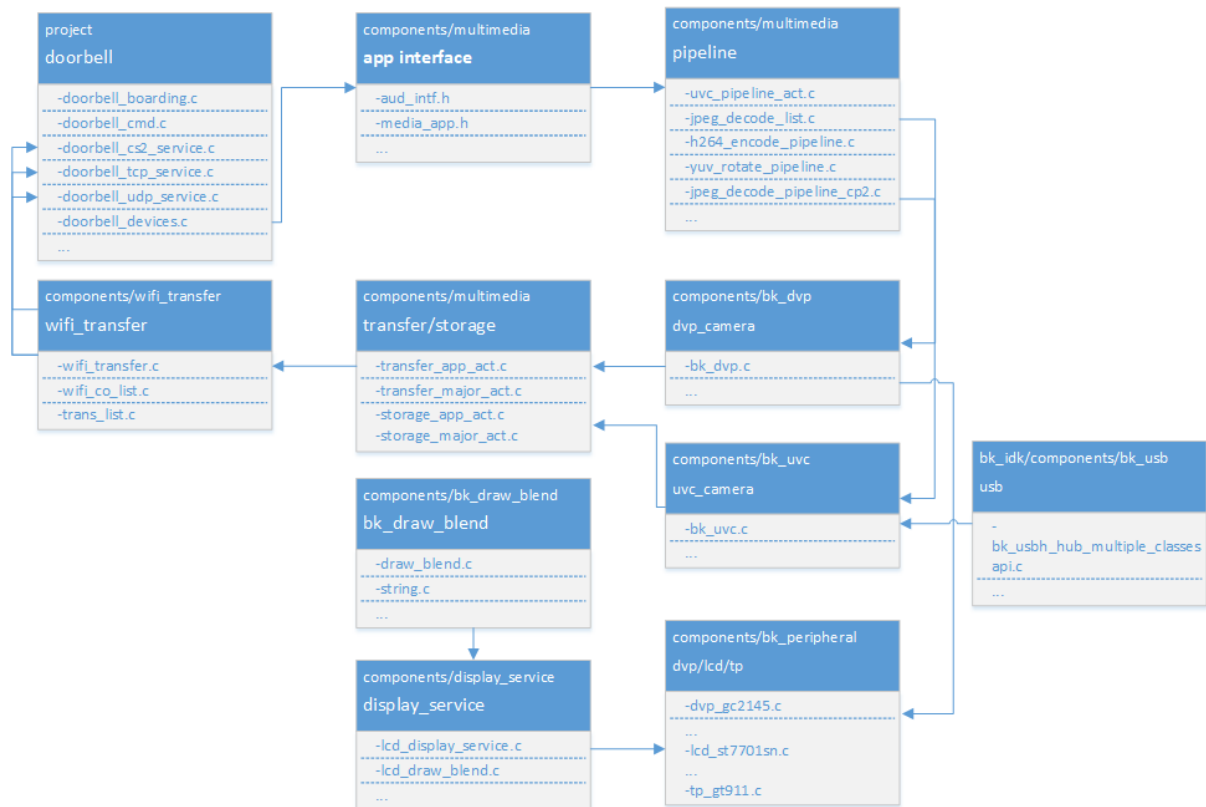 project
doorbell
-doorbell_boarding.c
-doorbell_cmd.c
-doorbell_cs2_service.c
-doorbell_tcp_service.c
-doorbell_udp_service.c
-doorbell_devices.c
...
components/multimedia
app interface
-aud_intf.h
-media_app.h
...
components/multimedia
pipeline
-uvc_pipeline_act.c
-jpeg_decode_list.c
-h264_encode_pipeline.c
-yuv_rotate_pipeline.c
-jpeg_decode_pipeline_cp2.c
...
components/wifi_transfer
wifi_transfer
-wifi_transfer.c
-wifi_co_list.c
-trans_list.c
components/multimedia
transfer/storage
-transfer_app_act.c
-transfer_major_act.c
-storage_app_act.c
-storage_major_act.c
components/bk_dvp
dvp_camera
-bk_dvp.c
...
components/bk_uvc
uvc_camera
-bk_uvc.c
...
bk_idk/components/bk_usb
usb
-
bk_usbh_hub_multiple_classes
api.c
...
components/bk_draw_blend
bk_draw_blend
-draw_blend.c
-string.c
...
components/display_service
display_service
-lcd_display_service.c
-lcd_draw_blend.c
...
components/bk_peripheral
dvp/lcd/tp
-dvp_gc2145.c
...
-lcd_st7701sn.c
...
-tp_gt911.c